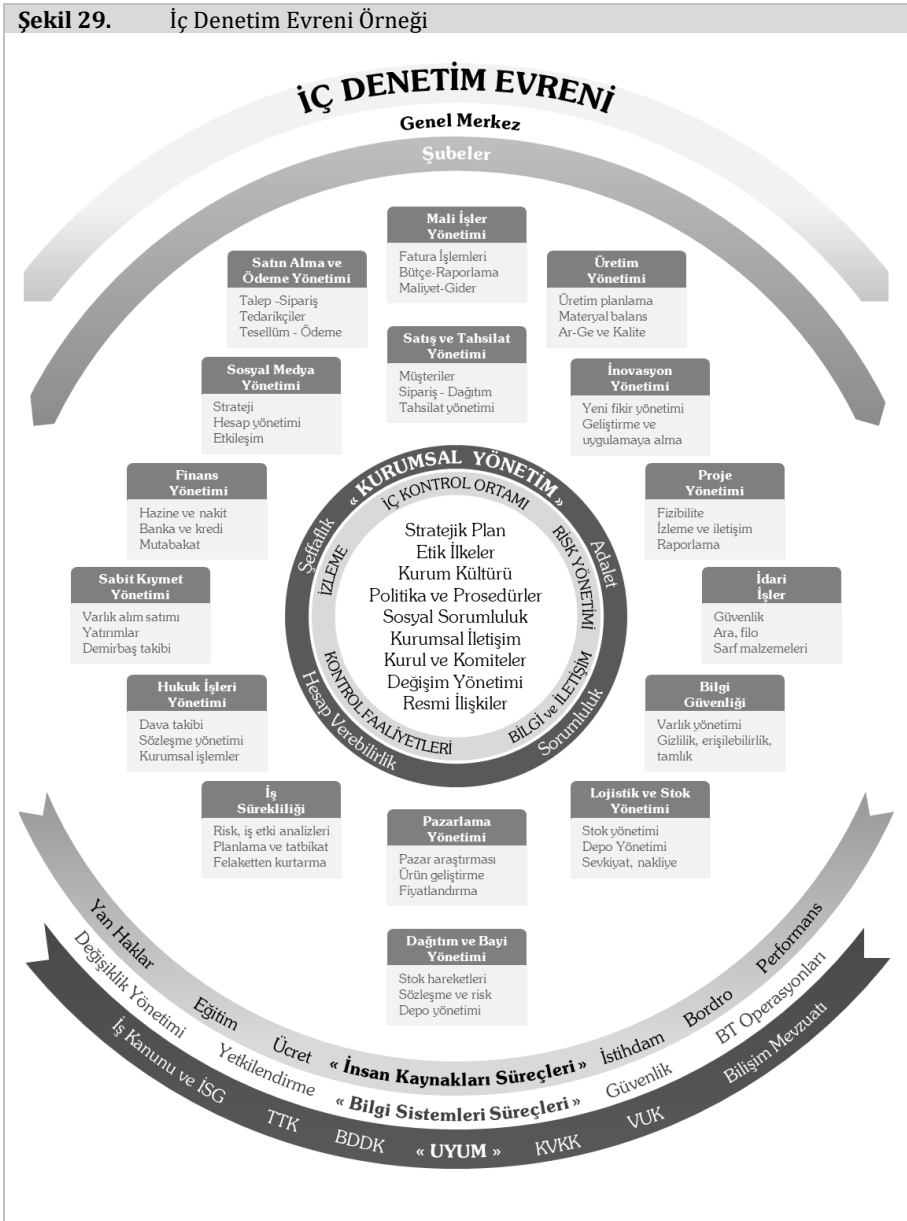 Şekil 29. İç Denetim Evreni Örneği
İÇ DENETİM EVRENİ
Genel Merkez
Şubeler
Mali İşler
Yönetimi
Fatura İşlemleri
Bütçe-Raporlama
Maliyet-Gider
Satın Alma ve
Ödeme Yönetimi
Talep -Sipariş
Tedarikçiler
Tesellüm - Ödeme
Üretim
Yönetimi
Üretim planlama
Materyal balans
Ar-Ge ve Kalite
Satış ve Tahsilat
Yönetimi
Müşteriler
Sipariş - Dağıtım
Tahsilat yönetimi
Sosyal Medya
Yönetimi
Strateji
Hesap yönetimi
Etkileşim
İnovasyon
Yönetimi
Yeni fikir yönetimi
Geliştirme ve
uygulamaya alma
Finans
Yönetimi
Hazine ve nakit
Banka ve kredi
Mutabakat
Proje
Yönetimi
Fizibilite
İzleme ve iletişim
Raporlama
Sabit Kıymet
Yönetimi
Varlık alım satımı
Yatırımlar
Demirbaş takibi
İdari
İşler
Güvenlik
Ara, filo
Sarf malzemeleri
Hukuk İşleri
Yönetimi
Dava takibi
Sözleşme yönetimi
Kurumsal işlemler
Bilgi
Güvenliği
Varlık yönetimi
Gizlilik, erişilebilirlik,
tamlık
İş
Sürekliliği
Risk, iş etki analizleri
Planlama ve tatbikat
Felaketten kurtarma
Lojistik ve Stok
Yönetimi
Stok yönetimi
Depo Yönetimi
Sevkiyat, nakliye
Pazarlama
Yönetimi
Pazar araştırması
Ürün geliştirme
Fiyatlandırma
Dağıtım ve Bayi
Yönetimi
Stok hareketleri
Sözleşme ve risk
Depo yönetimi
« KURUMSAL YÖNETİM »
Şeffaflık
Adalet
Hesap Verebilirlik
Sorumluluk
İÇ KONTROL ORTAMI
İZLEME
RİSK YÖNETİMİ
KONTROL FAALİYETLERİ
BİLGİ ve İLETİŞİM
Stratejik Plan
Etik İlkeler
Kurum Kültürü
Politika ve Prosedürler
Sosyal Sorumluluk
Kurumsal İletişim
Kurul ve Komiteler
Değişim Yönetimi
Resmi İlişkiler
Yan Haklar Eğitim Ücret « İnsan Kaynakları Süreçleri » İstihdam Bordro Performans
Değişiklik Yönetimi Yetkilendirme « Bilgi Sistemleri Süreçleri » Güvenlik BT Operasyonları
İş Kanunu ve İSG TTK BDDK « UYUM » KVKK VUK Bilişim Mevzuatı